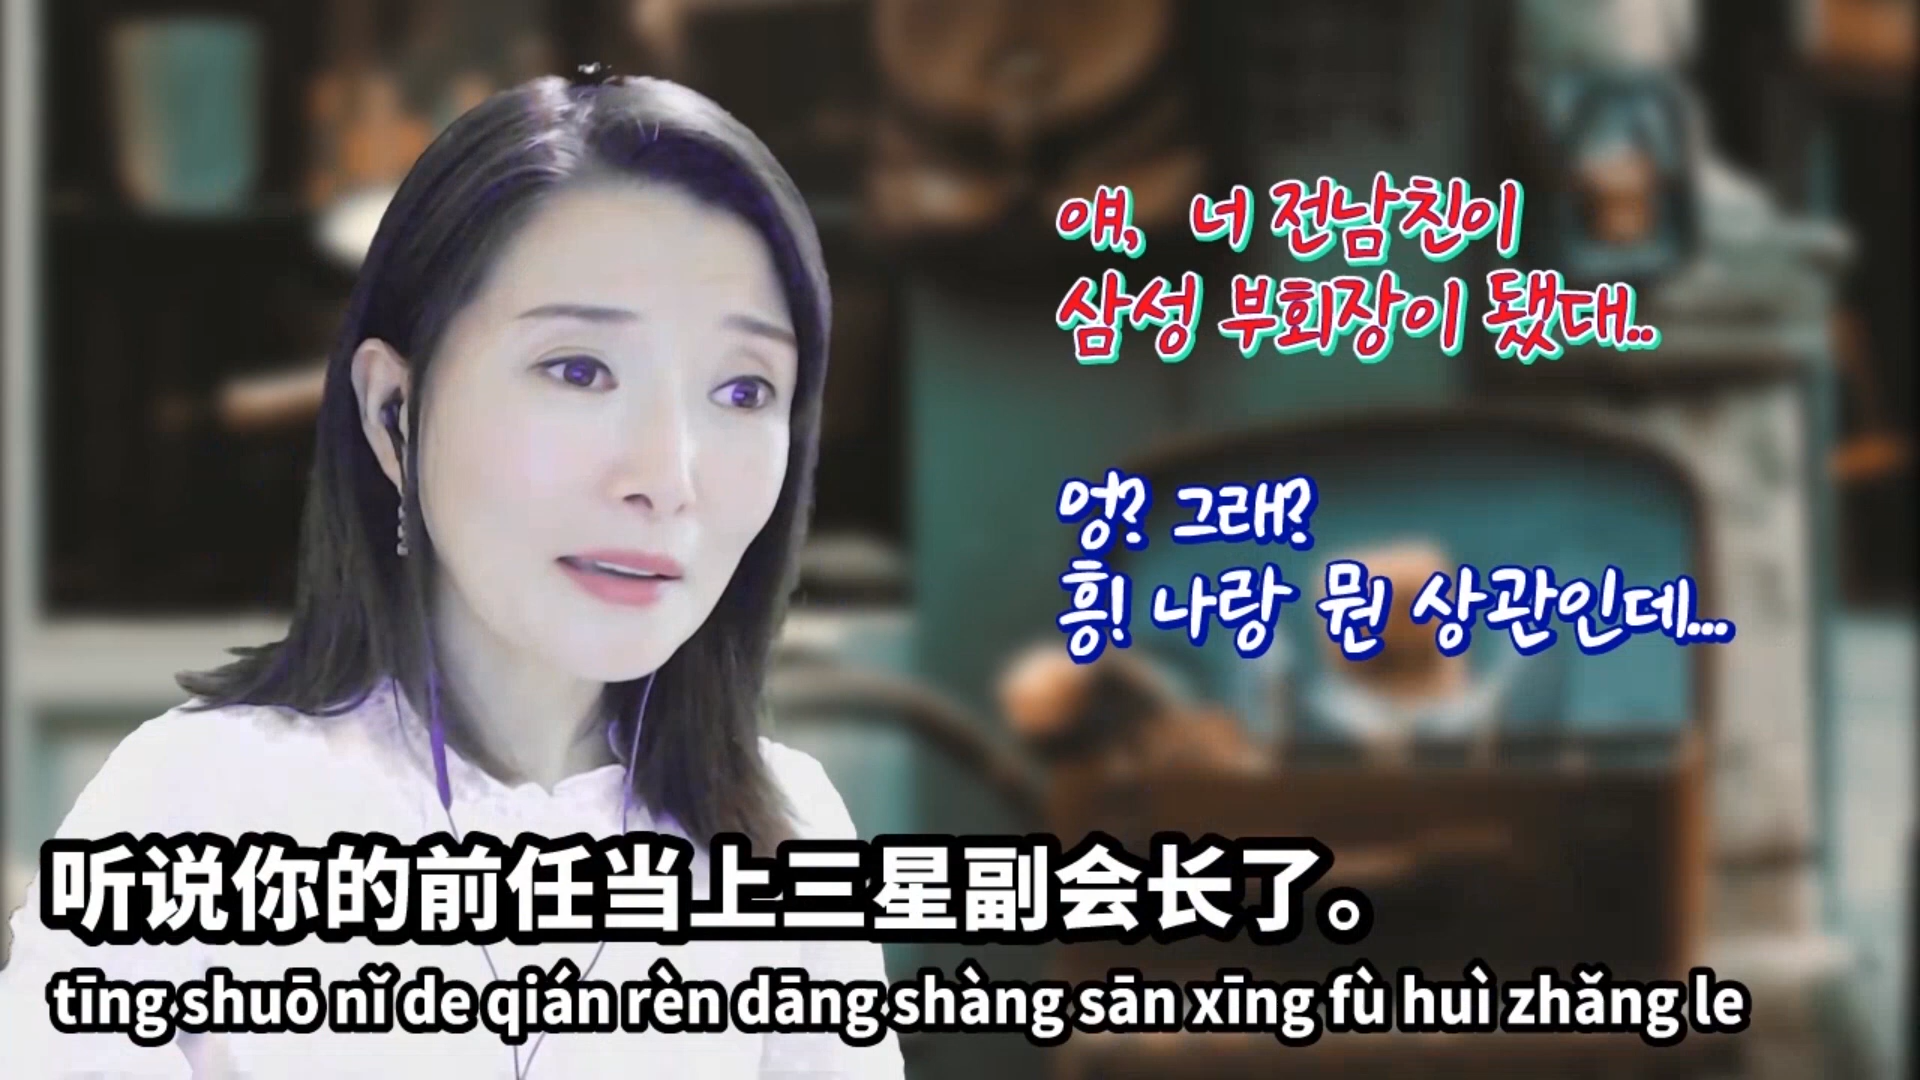 얘, 너 전남친이
삼성 부회장이 됐대..
엉? 그래?
흥! 나랑 뭔 상관인데...
听说你的前任当上三星副会长了。
tīng shuō nǐ de qián rèn dāng shàng sān xīng fù huì zhǎng le